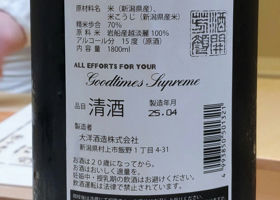 原材料名 米(新潟県産)、
米こうじ(新潟県産米)
精米歩合 70%
原料米 岩船産越淡麗100%
アルコール分 15度(原酒)
内容量 1800ml
ALL EFFORTS FOR YOUR
Goodtimes Supreme
品目 清酒
製造年月
25.04
製造者
大洋酒造株式会社
新潟県村上市飯野1丁目4-31
お酒は20歳になってから。
お酒はおいしく適量を。
妊娠中・授乳期の飲酒はお控えください。
飲酒運転は法律で禁止されています。